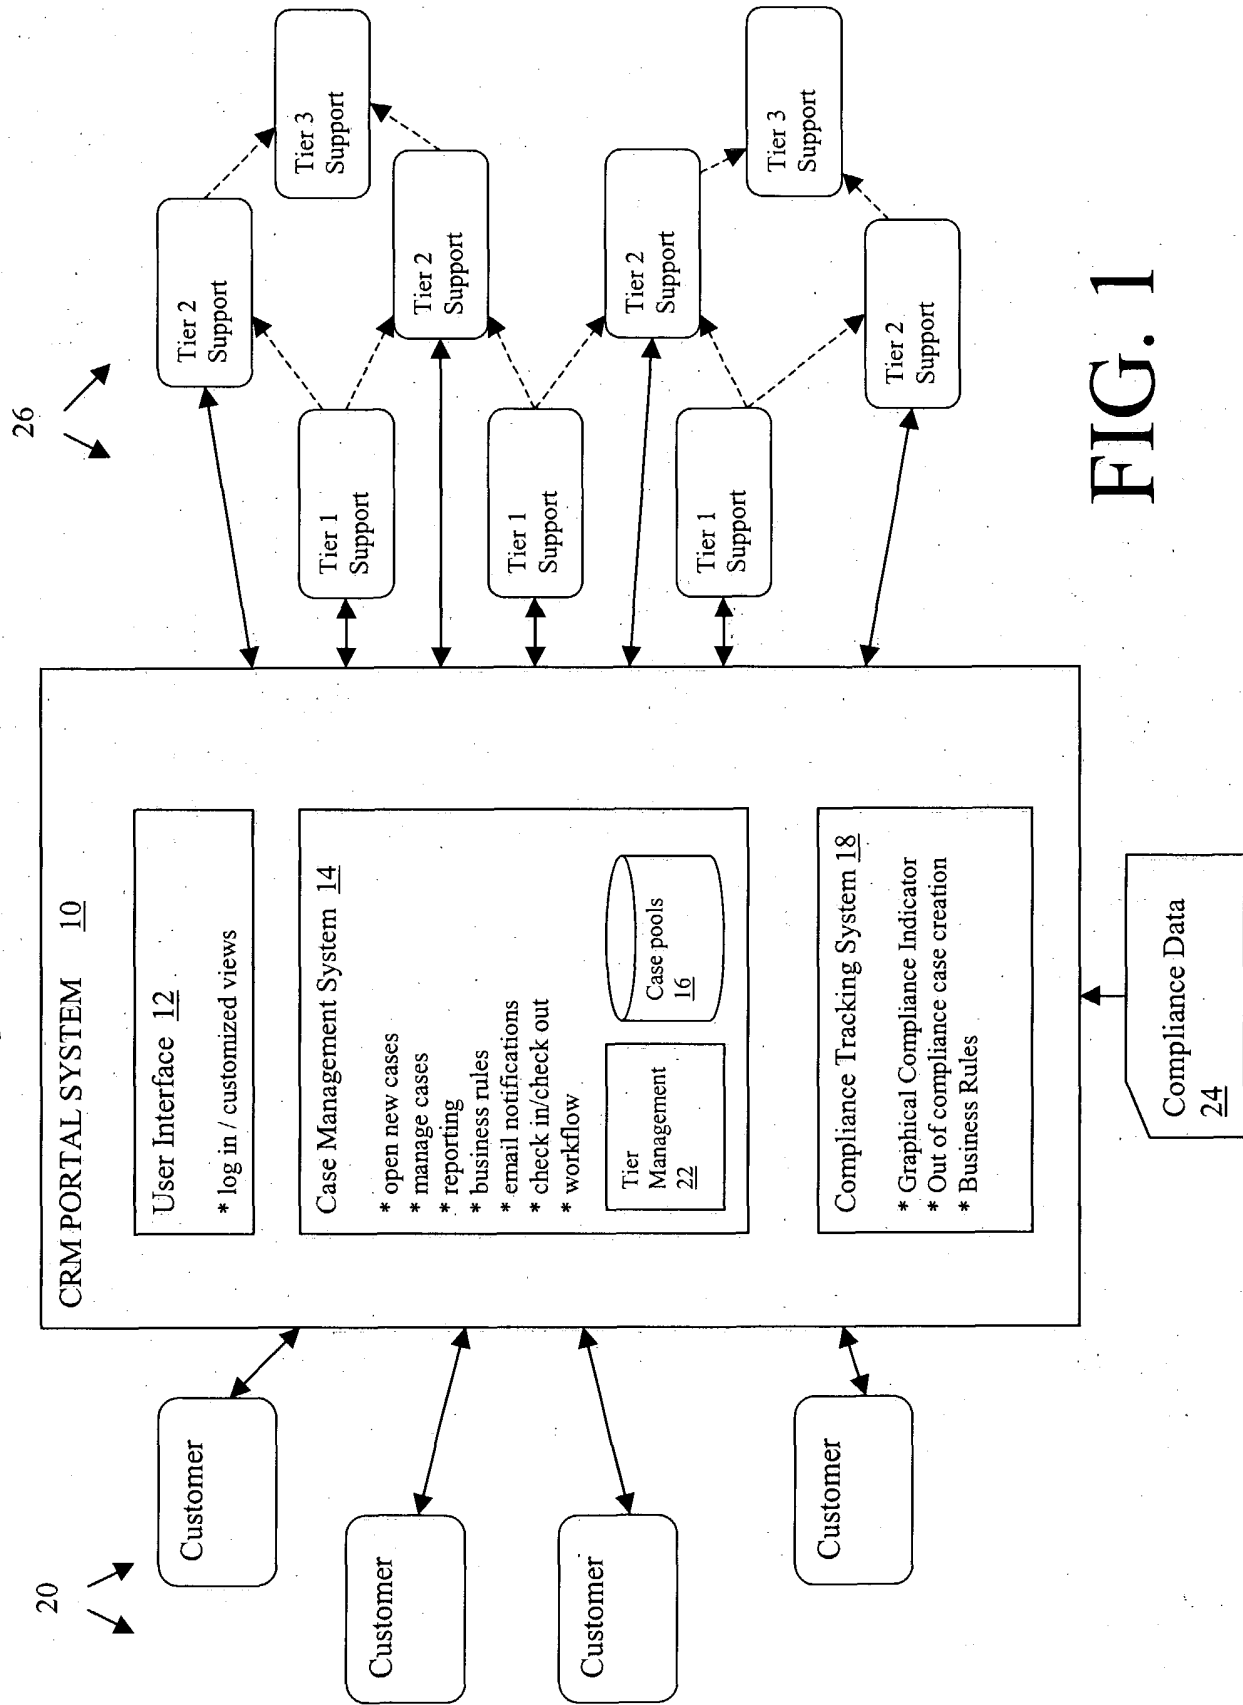 20
Customer
Customer
Customer
Customer
CRM PORTAL SYSTEM 10
User Interface 12
* log in / customized views
Case Management System 14
* open new cases
* manage cases
* reporting
* business rules
* email notifications
* check in/check out
* workflow
Tier
Management
22
Case pools
16
Compliance Tracking System 18
* Graphical Compliance Indicator
* Out of compliance case creation
* Business Rules
Compliance Data
24
26
Tier 1
Support
Tier 1
Support
Tier 1
Support
Tier 2
Support
Tier 2
Support
Tier 2
Support
Tier 2
Support
Tier 3
Support
Tier 3
Support
FIG. 1